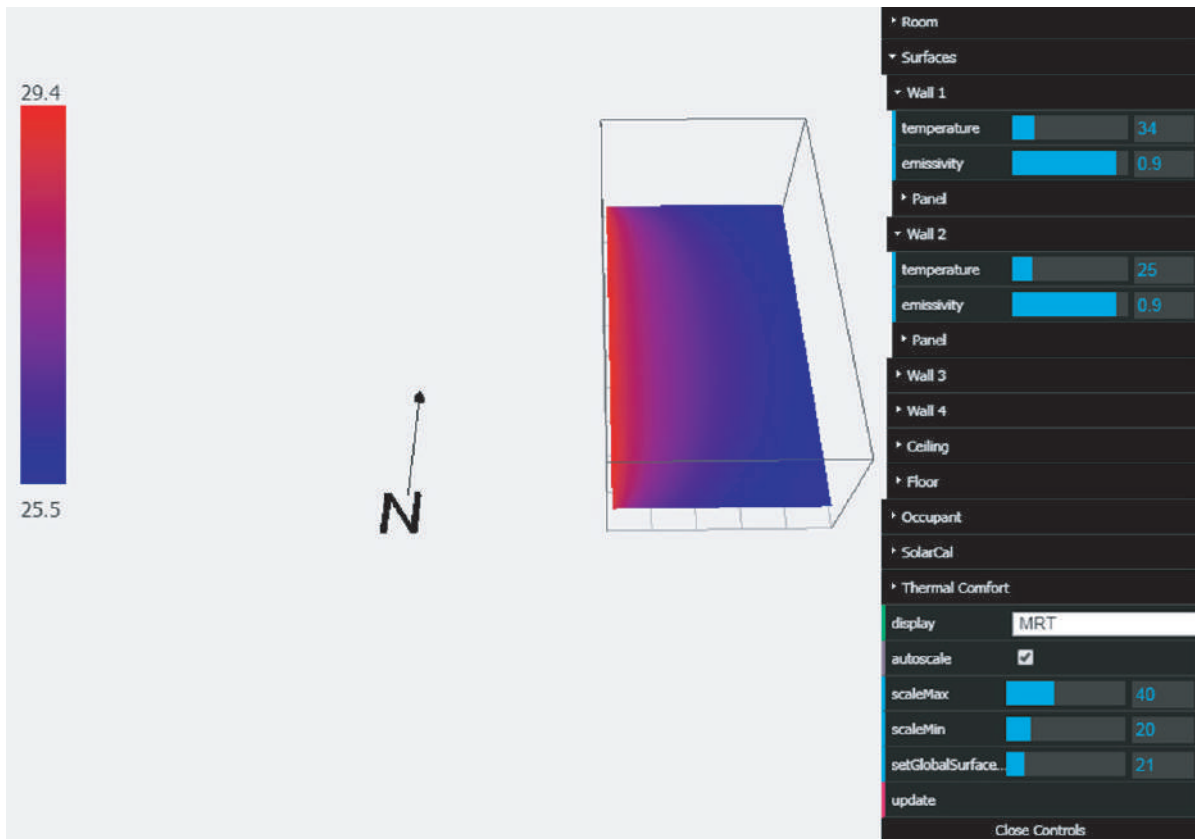 29.4
25.5
N
Room
Surfaces
Wall 1
temperature 34
emissivity 0.9
Panel
Wall 2
temperature 25
emissivity 0.9
Panel
Wall 3
Wall 4
Ceiling
Floor
Occupant
SolarCal
Thermal Comfort
display MRT
autoscale
scaleMax 40
scaleMin 20
setGlobalSurface... 21
update
Close Controls